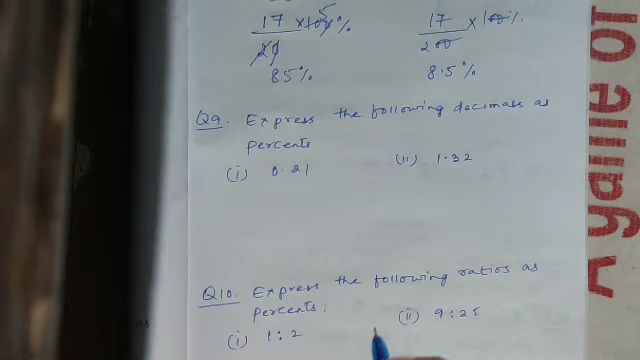 17 × 100 % 5
20
85 %
17 × 100 %
200
8.5 %
Q9. Express the following decimals as
percents
(i) 0.21 (ii) 1.32
Q10. Express the following ratios as
percents:
(i) 1 : 2 (ii) 9 : 25